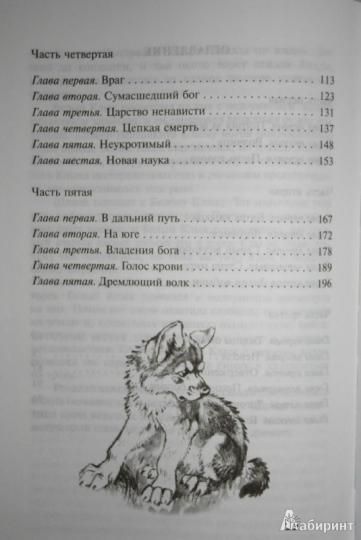 Часть четвертая
Глава первая. Враг 113
Глава вторая. Сумасшедший бог 123
Глава третья. Царство ненависти 131
Глава четвертая. Цепкая смерть 137
Глава пятая. Неукротимый 148
Глава шестая. Новая наука 153
Часть пятая
Глава первая. В дальний путь 167
Глава вторая. На юге 172
Глава третья. Владения бога 178
Глава четвертая. Голос крови 189
Глава пятая. Дремлющий волк 196
Лабиринт